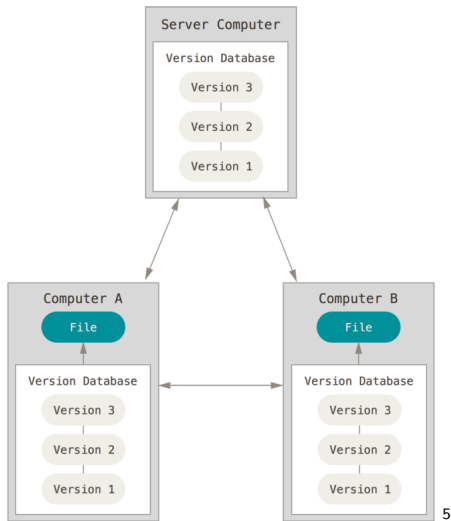 Server Computer
Version Database
Version 3
Version 2
Version 1
Computer A
File
Version Database
Version 3
Version 2
Version 1
Computer B
File
Version Database
Version 3
Version 2
Version 1
5